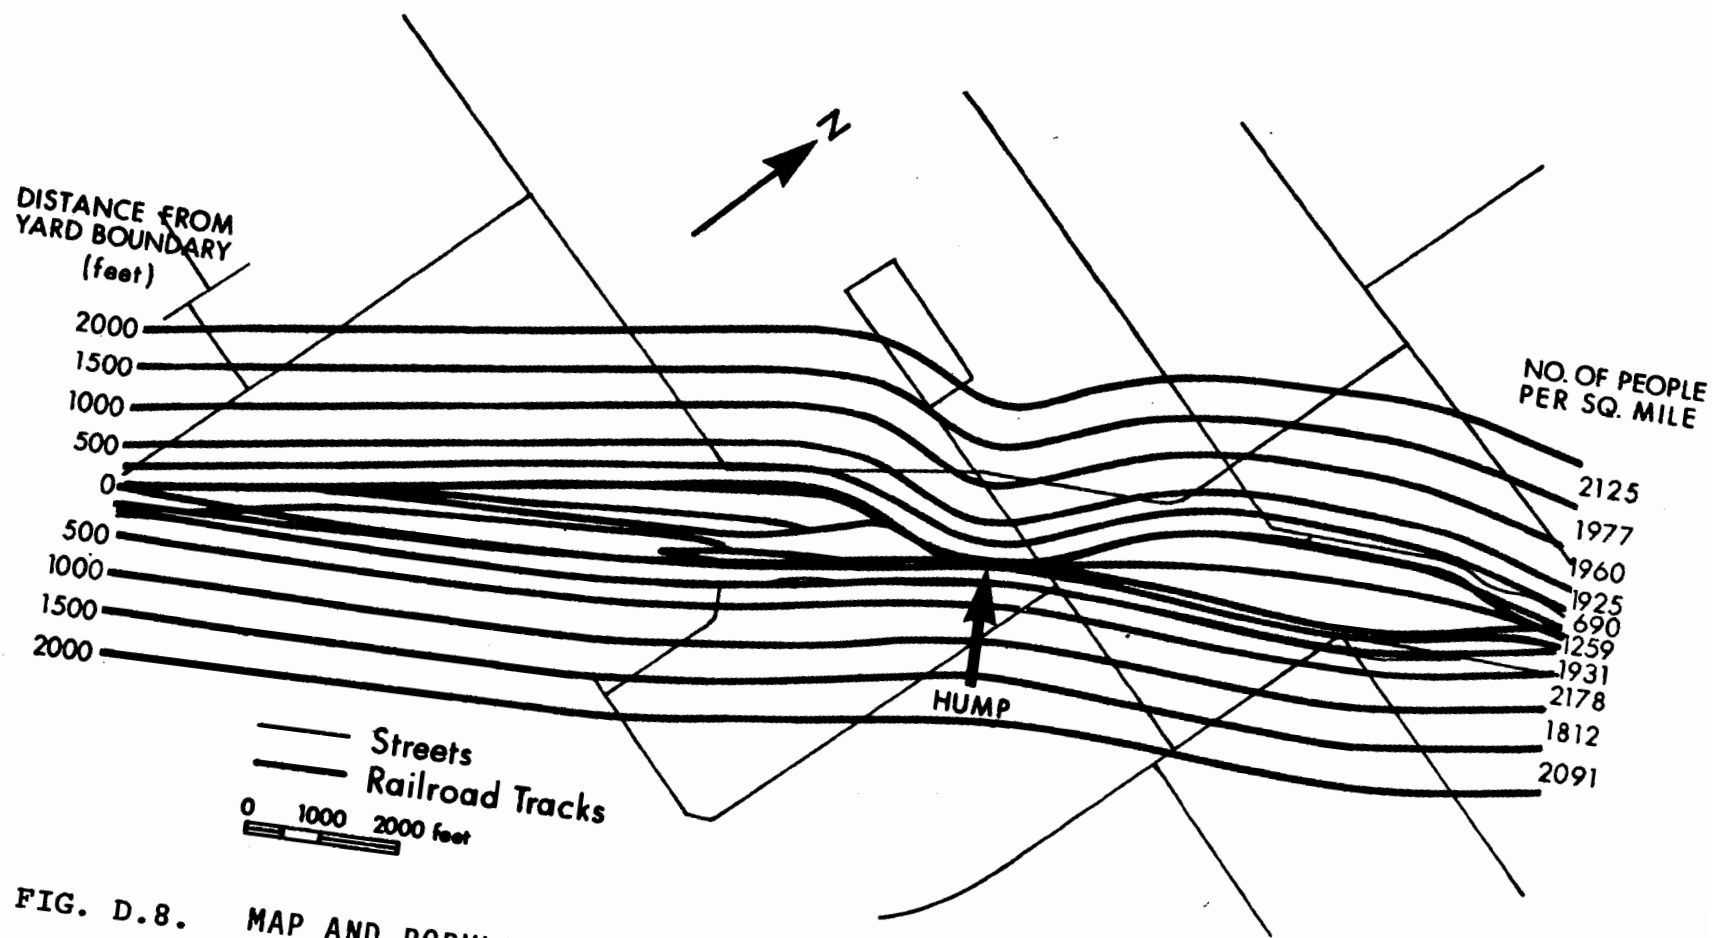 N
DISTANCE FROM
YARD BOUNDARY
(feet)
2000
1500
1000
500
0
500
1000
1500
2000
NO. OF PEOPLE
PER SQ. MILE
2125
1977
1960
1925
690
1259
1931
2178
1812
2091
HUMP
Streets
Railroad Tracks
0 1000 2000 feet
FIG. D.8. MAP AND